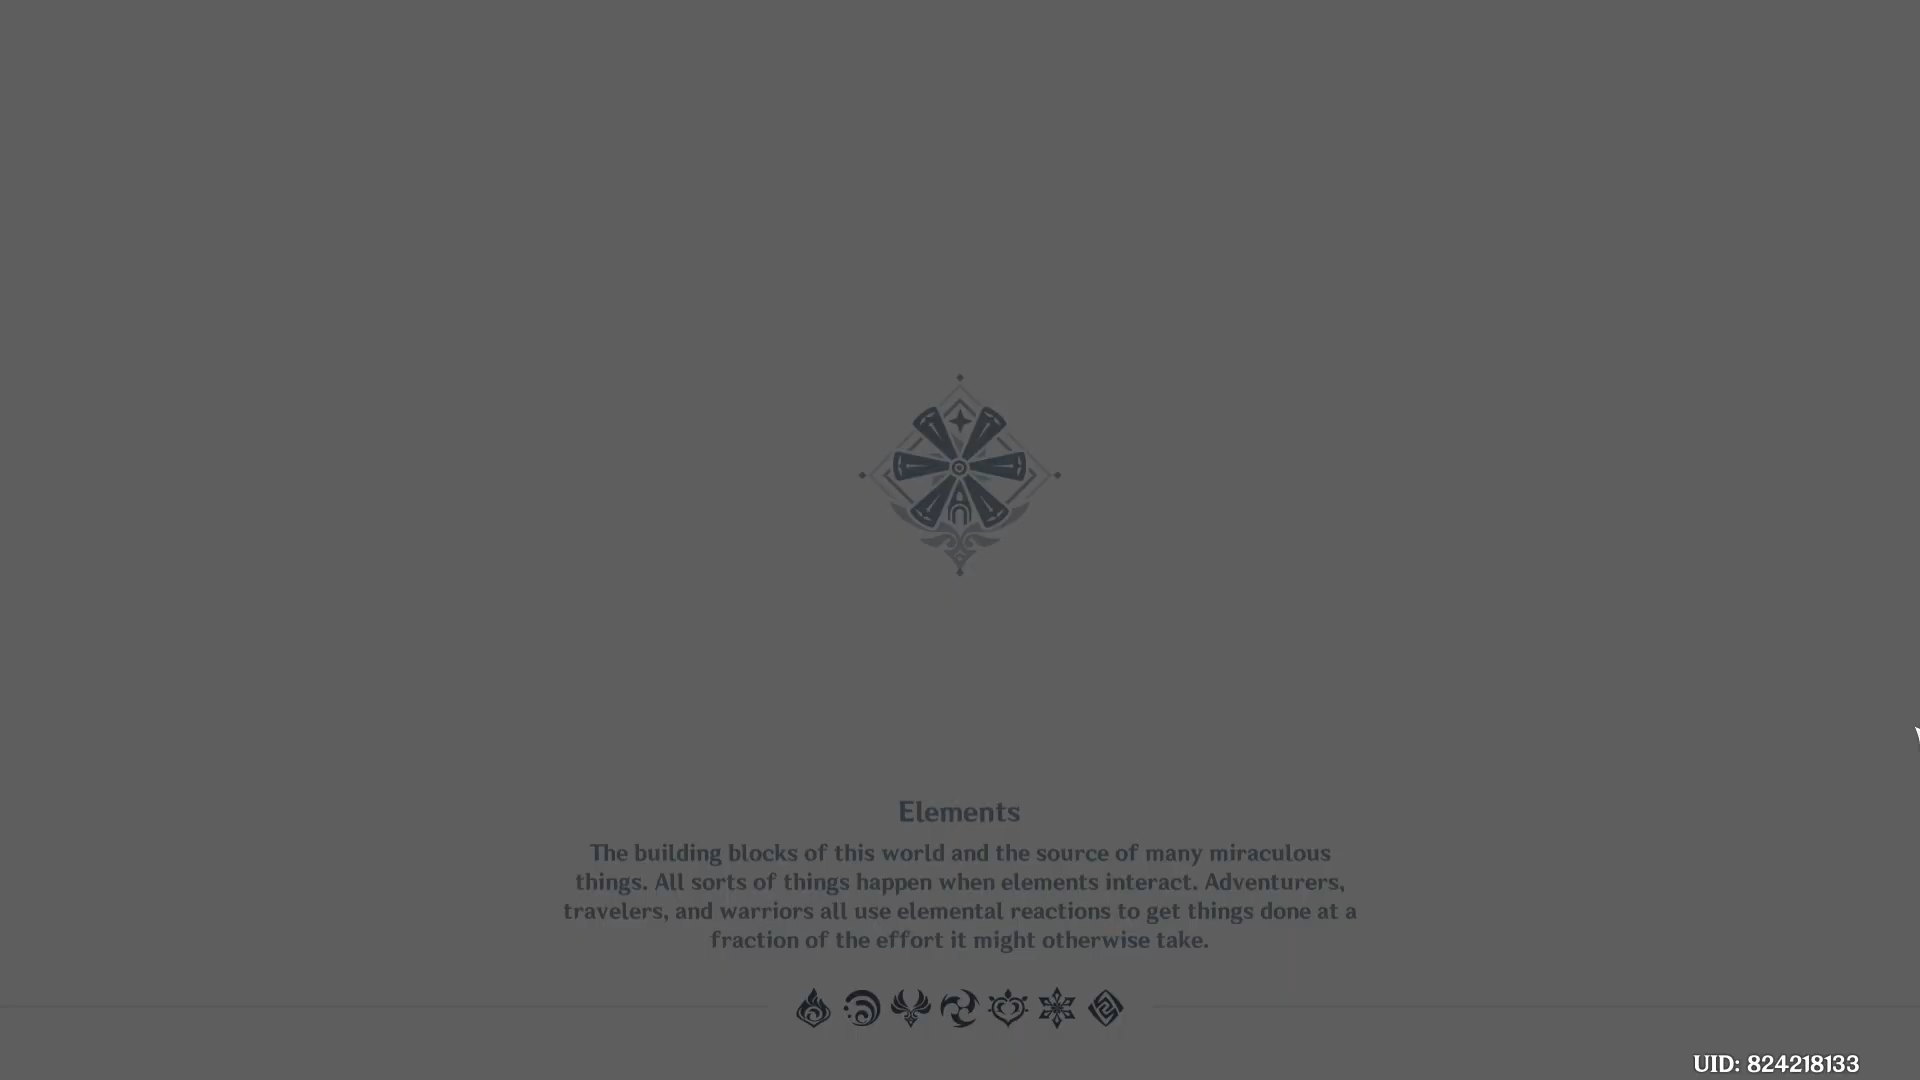 Elements
The building blocks of this world and the source of many miraculous
things. All sorts of things happen when elements interact. Adventurers,
travelers, and warriors all use elemental reactions to get things done at a
fraction of the effort it might otherwise take.
UID: 824218133